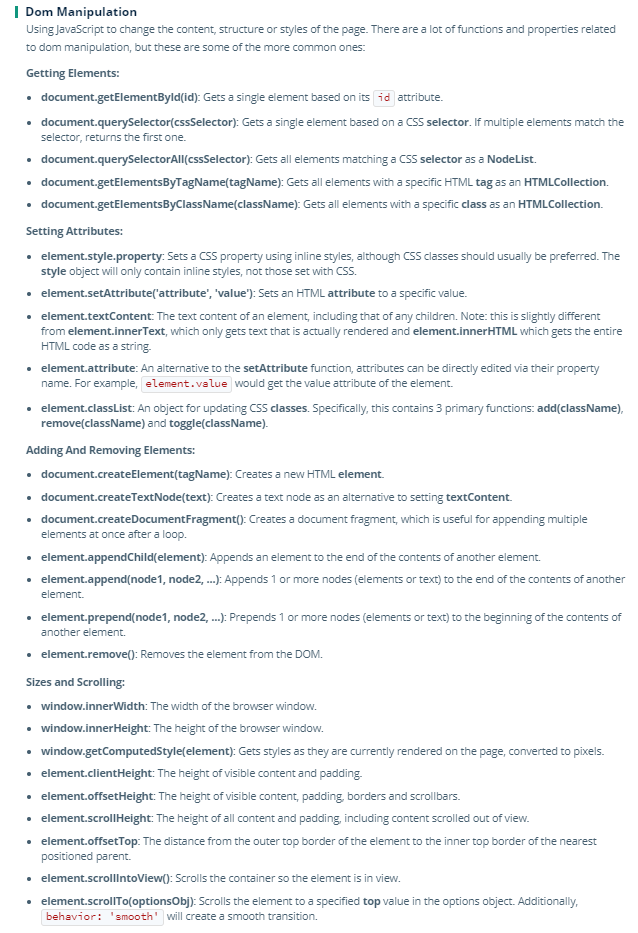 Dom Manipulation
Using JavaScript to change the content, structure or styles of the page. There are a lot of functions and properties related
to dom manipulation, but these are some of the more common ones:
Getting Elements:
• document.getElementById(id): Gets a single element based on its id attribute.
• document.querySelector(cssSelector): Gets a single element based on a CSS selector. If multiple elements match the
selector, returns the first one.
• document.querySelectorAll(cssSelector): Gets all elements matching a CSS selector as a NodeList.
• document.getElementsByTagName(tagName): Gets all elements with a specific HTML tag as an HTMLCollection.
• document.getElementsByClassName(className): Gets all elements with a specific class as an HTMLCollection.
Setting Attributes:
• element.style.property: Sets a CSS property using inline styles, although CSS classes should usually be preferred. The
style object will only contain inline styles, not those set with CSS.
• element.setAttribute('attribute', 'value'): Sets an HTML attribute to a specific value.
• element.textContent: The text content of an element, including that of any children. Note: this is slightly different
from element.innerText, which only gets text that is actually rendered and element.innerHTML which gets the entire
HTML code as a string.
• element.attribute: An alternative to the setAttribute function, attributes can be directly edited via their property
name. For example, element.value would get the value attribute of the element.
• element.classList: An object for updating CSS classes. Specifically, this contains 3 primary functions: add(className),
remove(className) and toggle(className).
Adding And Removing Elements:
• document.createElement(tagName): Creates a new HTML element.
• document.createTextNode(text): Creates a text node as an alternative to setting textContent.
• document.createDocumentFragment(): Creates a document fragment, which is useful for appending multiple
elements at once after a loop.
• element.appendChild(element): Appends an element to the end of the contents of another element.
• element.append(node1, node2, ...): Appends 1 or more nodes (elements or text) to the end of the contents of another
element.
• element.prepend(node1, node2, ...): Prepends 1 or more nodes (elements or text) to the beginning of the contents of
another element.
• element.remove(): Removes the element from the DOM.
Sizes and Scrolling:
• window.innerWidth: The width of the browser window.
• window.innerHeight: The height of the browser window.
• window.getComputedStyle(element): Gets styles as they are currently rendered on the page, converted to pixels.
• element.clientHeight: The height of visible content and padding.
• element.offsetHeight: The height of visible content, padding, borders and scrollbars.
• element.scrollHeight: The height of all content and padding, including content scrolled out of view.
• element.offsetTop: The distance from the outer top border of the element to the inner top border of the nearest
positioned parent.
• element.scrollIntoView(): Scrolls the container so the element is in view.
• element.scrollTo(optionsObj): Scrolls the element to a specified top value in the options object. Additionally,
behavior: 'smooth' will create a smooth transition.